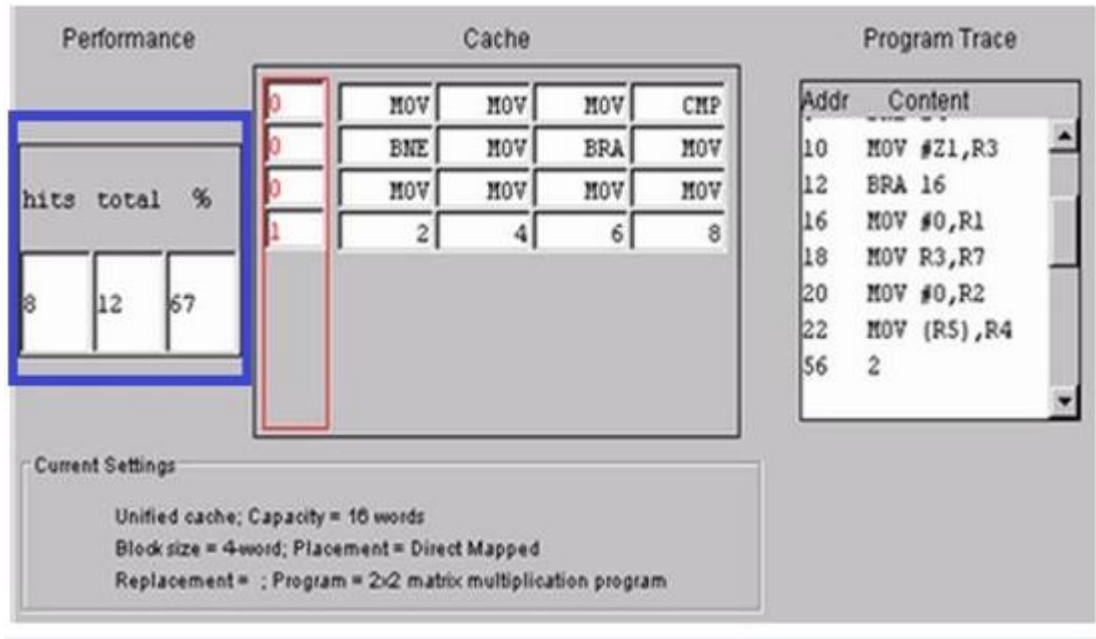 Performance
Cache
Program Trace
hits total %
8 12 67
0 MOV MOV MOV CMP
0 BNE MOV BRA MOV
0 MOV MOV MOV MOV
1 2 4 6 8
Addr Content
10 MOV #Z1,R3
12 BRA 16
16 MOV #0,R1
18 MOV R3,R7
20 MOV #0,R2
22 MOV (R5),R4
56 2
Current Settings
Unified cache; Capacity = 16 words
Block size = 4-word; Placement = Direct Mapped
Replacement = ; Program = 2x2 matrix multiplication program